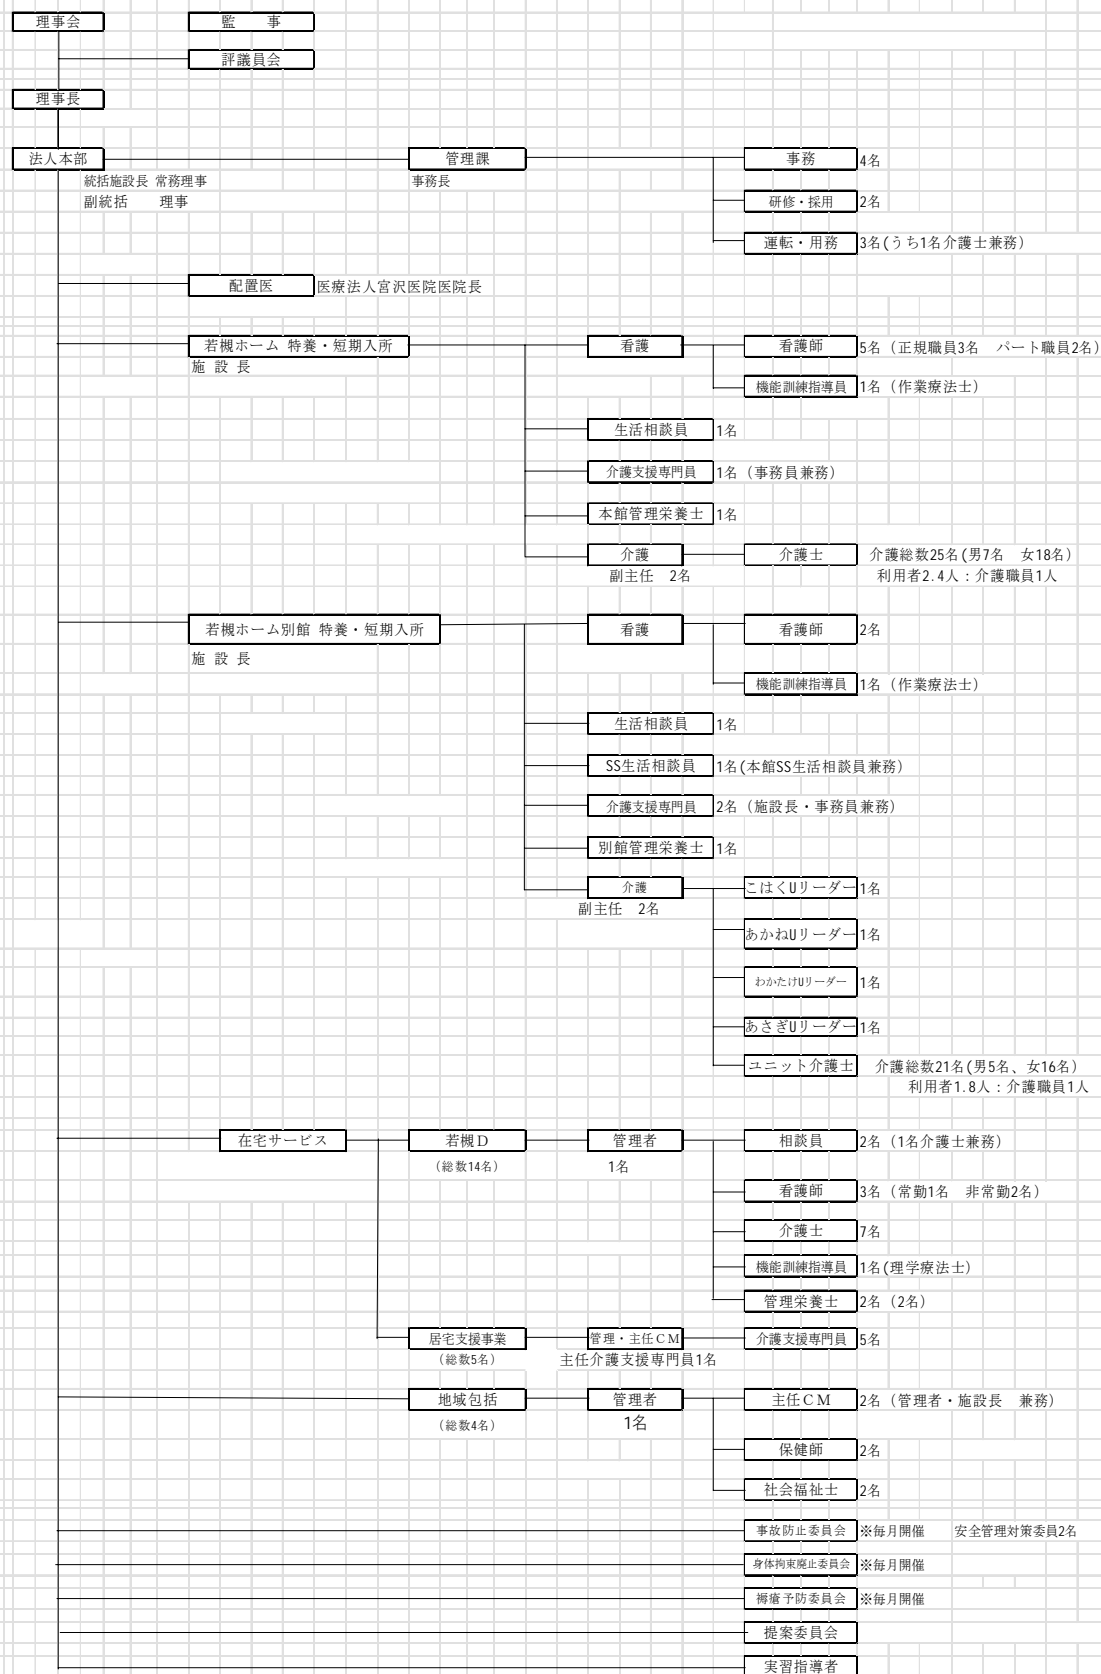 理事会 監　　事
評議員会
理事長
法人本部 管理課 事務 4名
統括施設長 常務理事 事務長
副統括　　理事 研修・採用 2名
運転・用務 3名(うち1名介護士兼務)
配置医 医療法人宮沢医院医院長
若槻ホーム 特養・短期入所 看護 看護師 5名（正規職員3名　パート職員2名）
施 設 長
機能訓練指導員 1名（作業療法士）
生活相談員 1名
介護支援専門員 1名（事務員兼務）
本館管理栄養士 1名
介護 介護士 介護総数25名(男7名　女18名）
副主任　2名 利用者2.4人：介護職員1人
若槻ホーム別館 特養・短期入所 看護 看護師 2名
施 設 長
機能訓練指導員 1名（作業療法士）
生活相談員 1名
SS生活相談員 1名(本館SS生活相談員兼務）
介護支援専門員 2名（施設長・事務員兼務）
別館管理栄養士 1名
介護 こはくUリーダー 1名
副主任　2名
あかねUリーダー 1名
わかたけUリーダー 1名
あさぎUリーダー 1名
ユニット介護士 介護総数21名(男5名、女16名）
利用者1.8人：介護職員1人
在宅サービス 若槻Ｄ 管理者 相談員 2名（1名介護士兼務）
（総数14名） 1名
看護師 3名（常勤1名　非常勤2名）
介護士 7名
機能訓練指導員 1名(理学療法士）
管理栄養士 2名（2名）
居宅支援事業 管理・主任ＣＭ 介護支援専門員 5名
（総数5名） 主任介護支援専門員1名
地域包括 管理者 主任ＣＭ 2名（管理者・施設長　兼務）
（総数4名） 1名
保健師 2名
社会福祉士 2名
事故防止委員会 ※毎月開催　　安全管理対策委員2名
身体拘束廃止委員会 ※毎月開催
褥瘡予防委員会 ※毎月開催
提案委員会
実習指導者